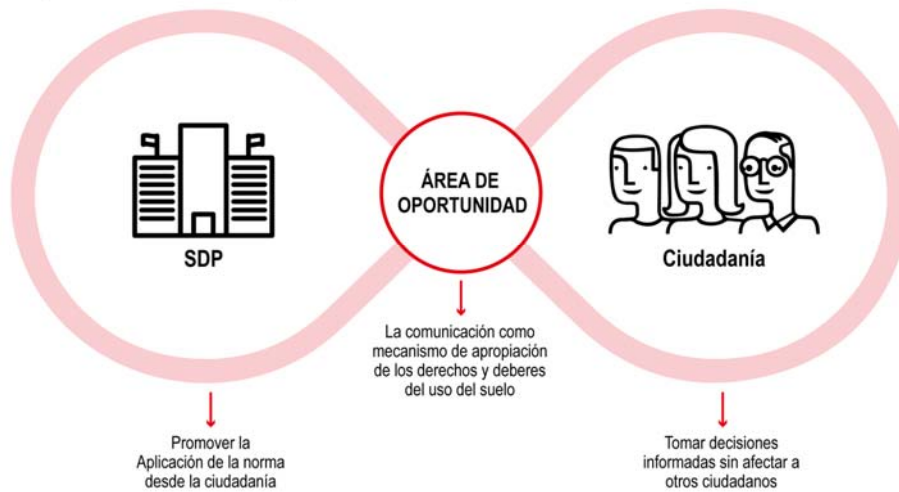 SDP
ÁREA DE
OPORTUNIDAD
Ciudadanía
La comunicación como
mecanismo de apropiación
de los derechos y deberes
del uso del suelo
Promover la
Aplicación de la norma
desde la ciudadanía
Tomar decisiones
informadas sin afectar a
otros ciudadanos